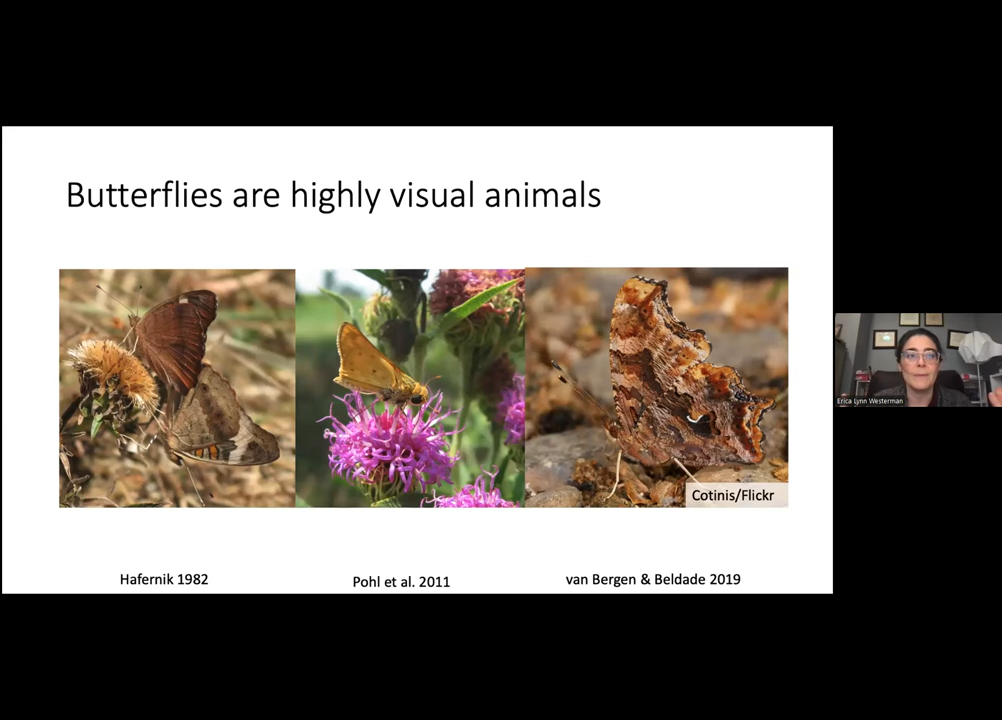 Butterflies are highly visual animals
Cotinis/Flickr
Hafernik 1982
Pohl et al. 2011
van Bergen & Beldade 2019
Erica Lynn Westerman